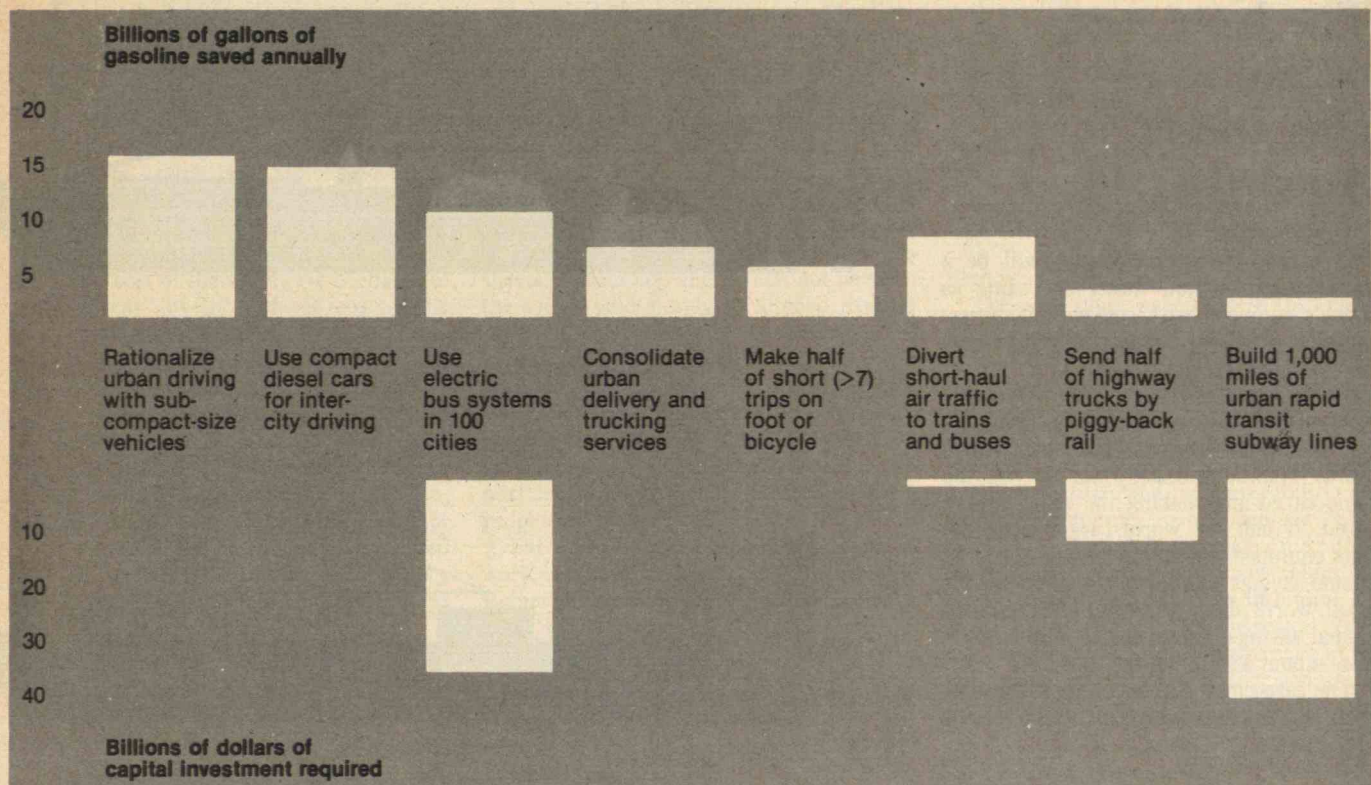 Billions of gallons of
gasoline saved annually
20
15
10
5
Rationalize
urban driving
with sub-
compact-size
vehicles
Use compact
diesel cars
for inter-
city driving
Use
electric
bus systems
in 100
cities
Consolidate
urban
delivery and
trucking
services
Make half
of short (>7)
trips on
foot or
bicycle
Divert
short-haul
air traffic
to trains
and buses
Send half
of highway
trucks by
piggy-back
rail
Build 1,000
miles of
urban rapid
transit
subway lines
10
20
30
40
Billions of dollars of
capital investment required